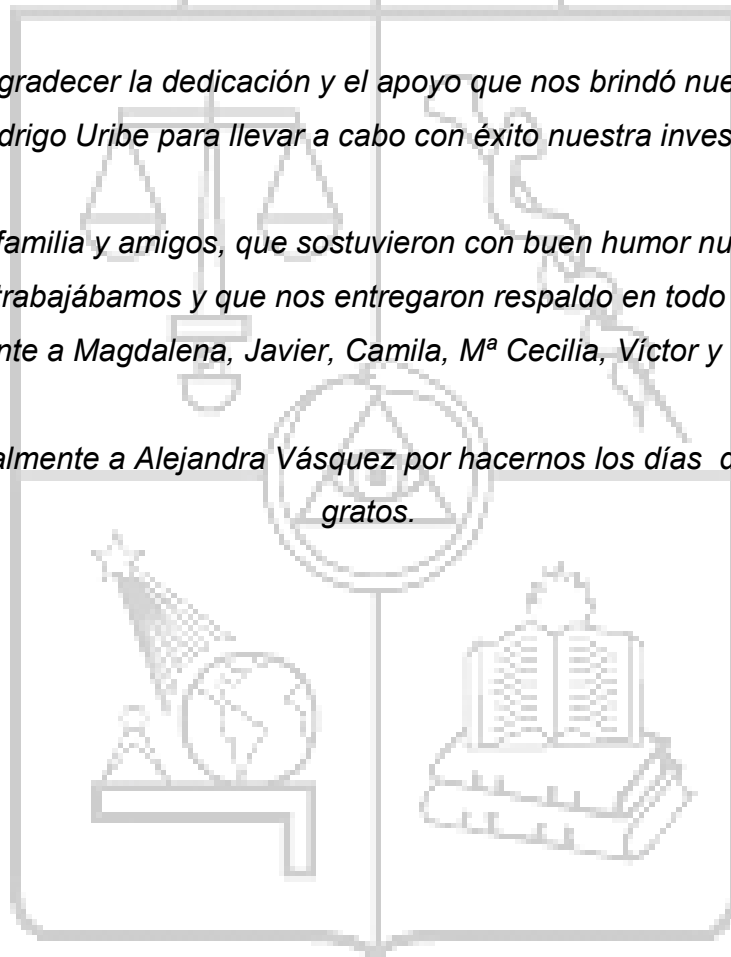 gradecer la dedicación y el apoyo que nos brindó nue
drigo Uribe para llevar a cabo con éxito nuestra inves
familia y amigos, que sostuvieron con buen humor nu
trabajábamos y que nos entregaron respaldo en todo
nte a Magdalena, Javier, Camila, Mª Cecilia, Víctor y
almente a Alejandra Vásquez por hacernos los días
gratos.